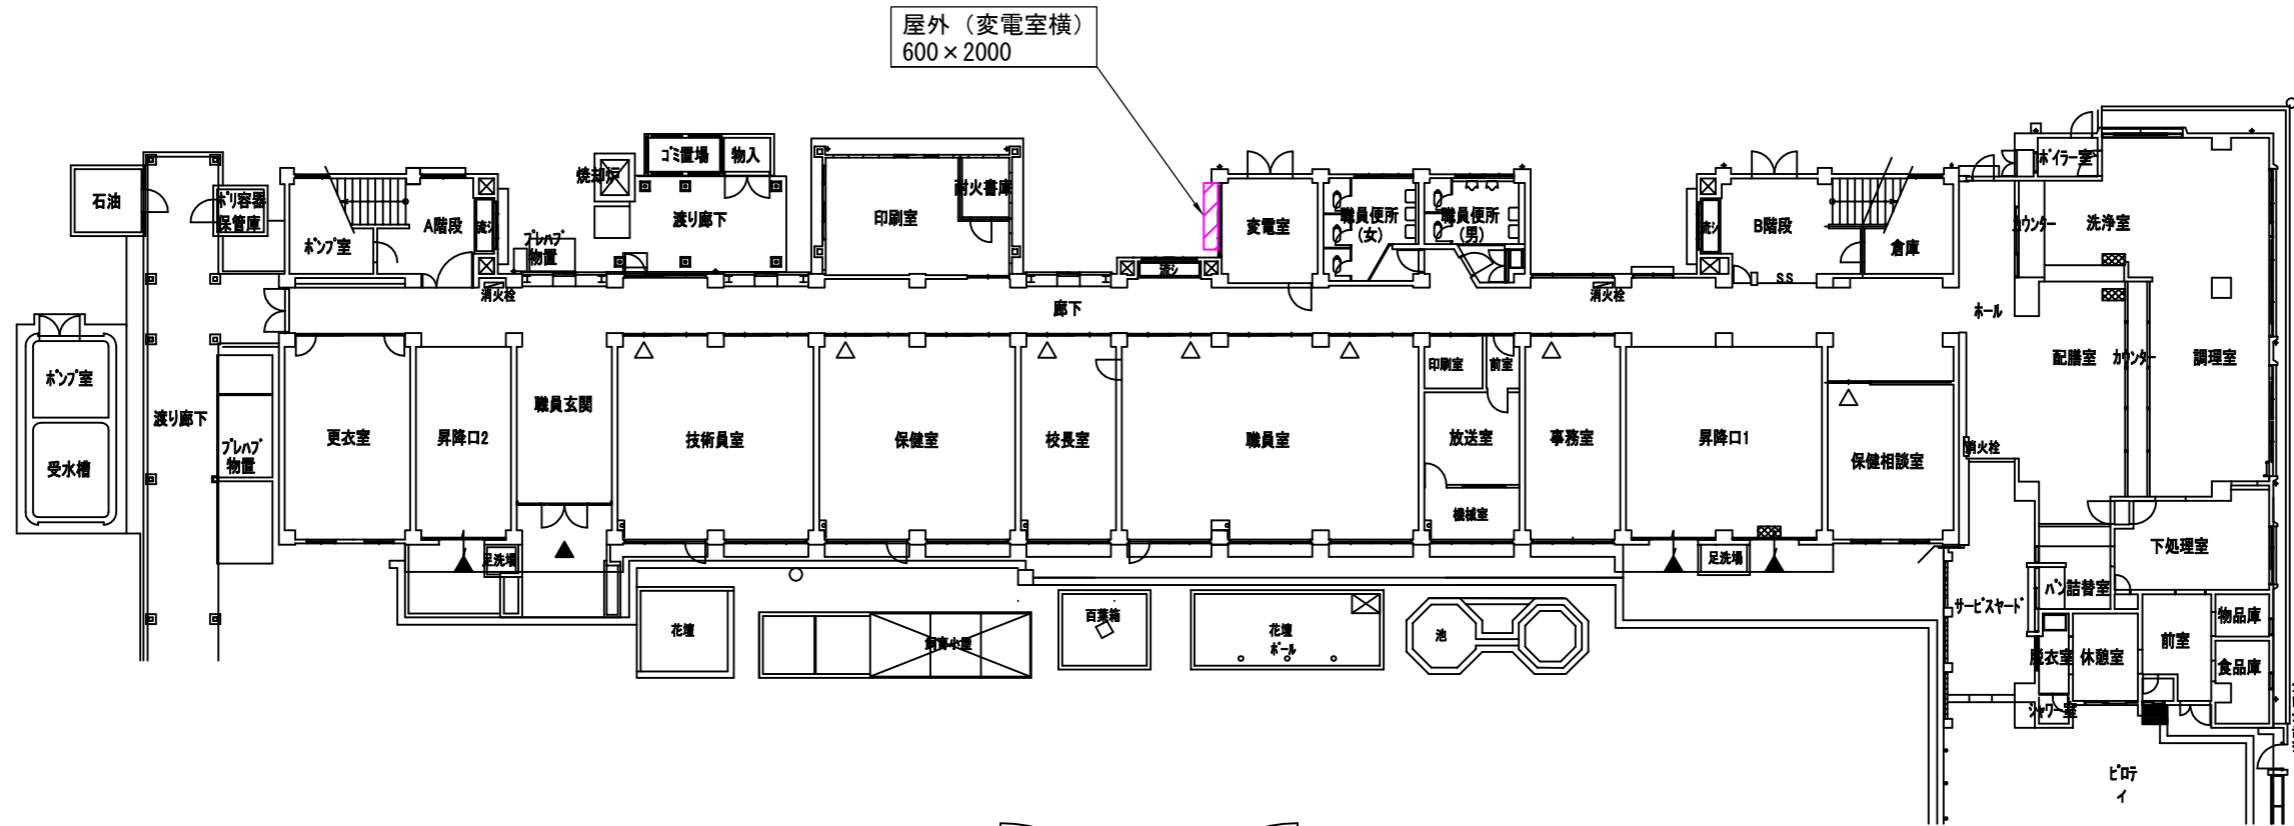 屋外（変電室横）
600×2000
石油
ﾎﾟﾘ容器
保管庫
ﾎﾟﾝﾌﾟ室
A階段
流シ
ﾌﾟﾚﾊﾌﾞ
物置
焼却炉
ｺﾞﾐ置場
物入
渡り廊下
印刷室
耐火書庫
流シ
変電室
職員便所
(女)
職員便所
(男)
流シ
B階段
倉庫
S.S
ｶｳﾝﾀｰ
ﾎﾞｲﾗｰ室
洗浄室
消火栓
廊下
消火栓
ﾎｰﾙ
ﾎﾟﾝﾌﾟ室
受水槽
渡り廊下
ﾌﾟﾚﾊﾌﾞ
物置
更衣室
昇降口2
職員玄関
技術員室
保健室
校長室
職員室
印刷室
前室
放送室
機械室
事務室
昇降口1
保健相談室
消火栓
配膳室
ｶｳﾝﾀｰ
調理室
足洗場
足洗場
下処理室
ﾊﾟﾝ詰替室
ｻｰﾋﾞｽﾔｰﾄﾞ
物品庫
脱衣室
休憩室
前室
食品庫
ｼｬﾜｰ室
花壇
飼育小屋
百葉箱
花壇
ﾎﾟｰﾙ
池
ﾋﾟﾛﾃ
ｨ